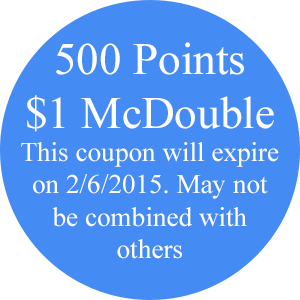 500 Points
$1 McDouble
This coupon will expire
on 2/6/2015. May not
be combined with
others